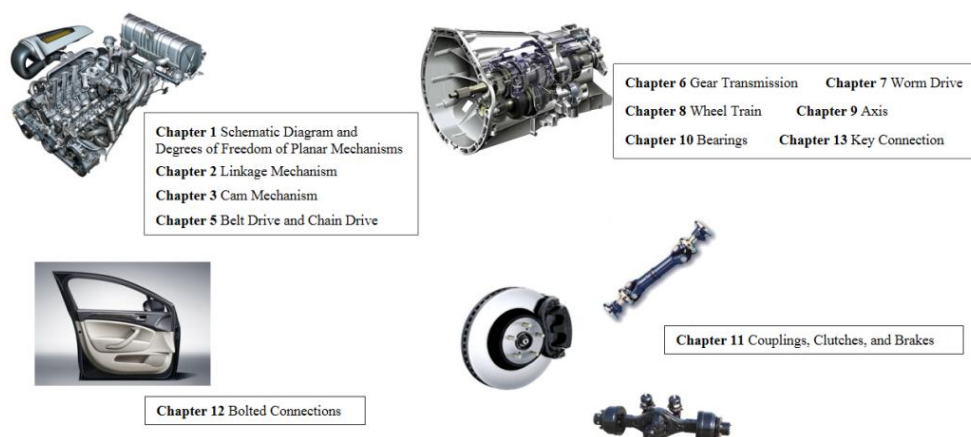 Chapter 1 Schematic Diagram and
Degrees of Freedom of Planar Mechanisms
Chapter 2 Linkage Mechanism
Chapter 3 Cam Mechanism
Chapter 5 Belt Drive and Chain Drive
Chapter 6 Gear Transmission Chapter 7 Worm Drive
Chapter 8 Wheel Train Chapter 9 Axis
Chapter 10 Bearings Chapter 13 Key Connection
Chapter 11 Couplings, Clutches, and Brakes
Chapter 12 Bolted Connections